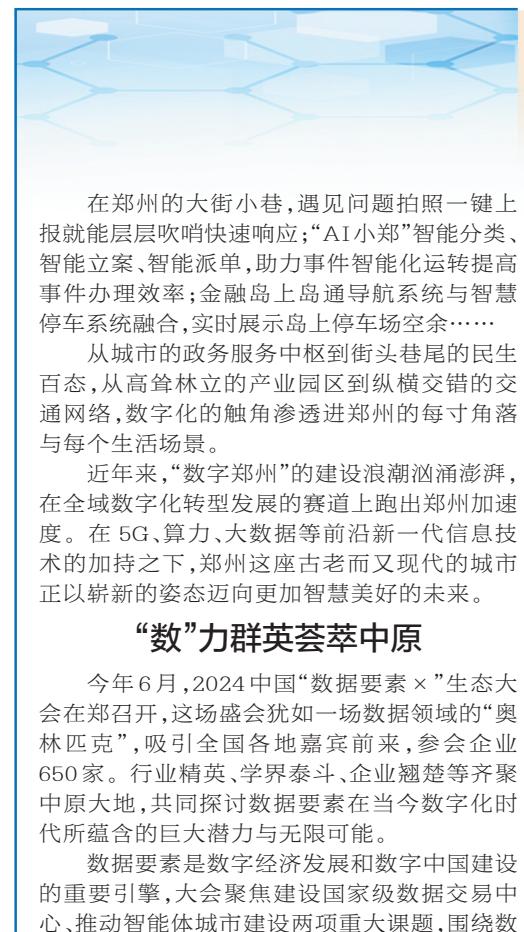 在郑州的大街小巷,遇见问题拍照一键上
报就能层层吹哨快速响应;“AI小郑”智能分类、
智能立案、智能派单,助力事件智能化运转提高
事件办理效率;金融岛上岛通导航系统与智慧
停车系统融合,实时展示岛上停车场空余……
从城市的政务服务中枢到街头巷尾的民生
百态,从高耸林立的产业园区到纵横交错的交
通网络,数字化的触角渗透进郑州的每寸角落
与每个生活场景。
近年来,“数字郑州”的建设浪潮汹涌澎湃,
在全域数字化转型发展的赛道上跑出郑州加速
度。在 5G、算力、大数据等前沿新一代信息技
术的加持之下,郑州这座古老而又现代的城市
正以崭新的姿态迈向更加智慧美好的未来。
“数”力群英荟萃中原
今年6月,2024中国“数据要素×”生态大
会在郑召开,这场盛会犹如一场数据领域的“奥
林匹克”,吸引全国各地嘉宾前来,参会企业
650家。行业精英、学界泰斗、企业翘楚等齐聚
中原大地,共同探讨数据要素在当今数字化时
代所蕴含的巨大潜力与无限可能。
数据要素是数字经济发展和数字中国建设
的重要引擎,大会聚焦建设国家级数据交易中
心、推动智能体城市建设两项重大课题,围绕数